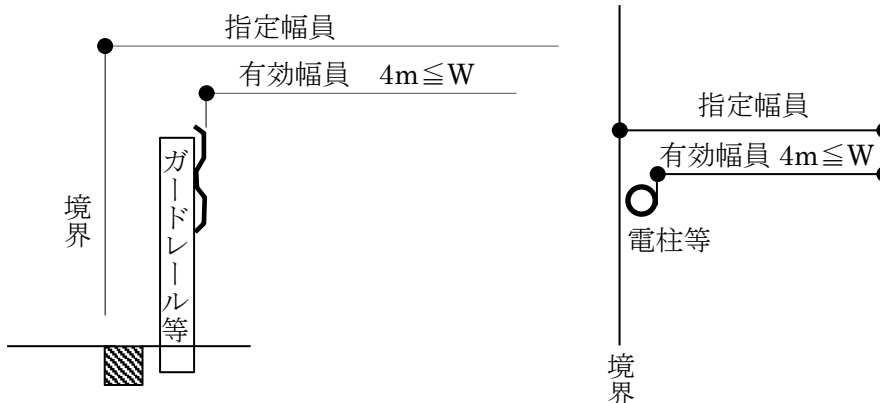 指定幅員
有効幅員　4m≦W
ガードレール等
境界
指定幅員
有効幅員 4m≦W
電柱等
境界